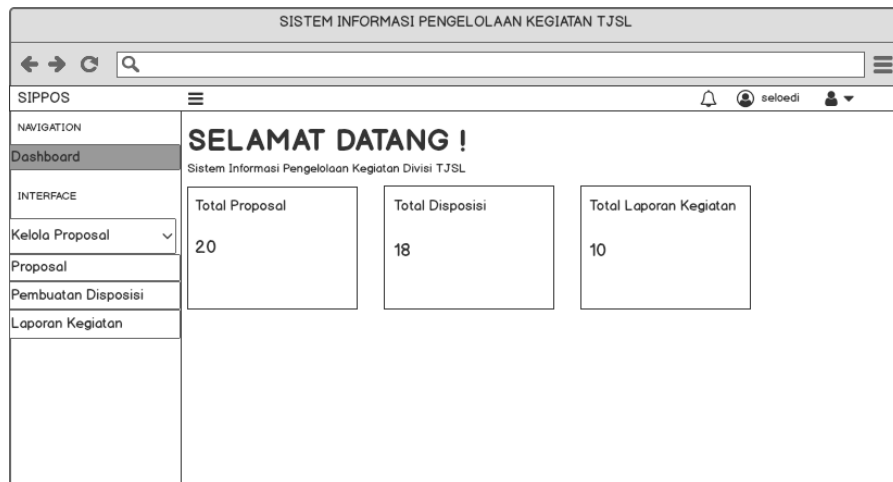 SISTEM INFORMASI PENGELOLAAN KEGIATAN TJSL
SIPPOS
seloedi
NAVIGATION
Dashboard
INTERFACE
Kelola Proposal
Proposal
Pembuatan Disposisi
Laporan Kegiatan
SELAMAT DATANG !
Sistem Informasi Pengelolaan Kegiatan Divisi TJSL
Total Proposal
20
Total Disposisi
18
Total Laporan Kegiatan
10